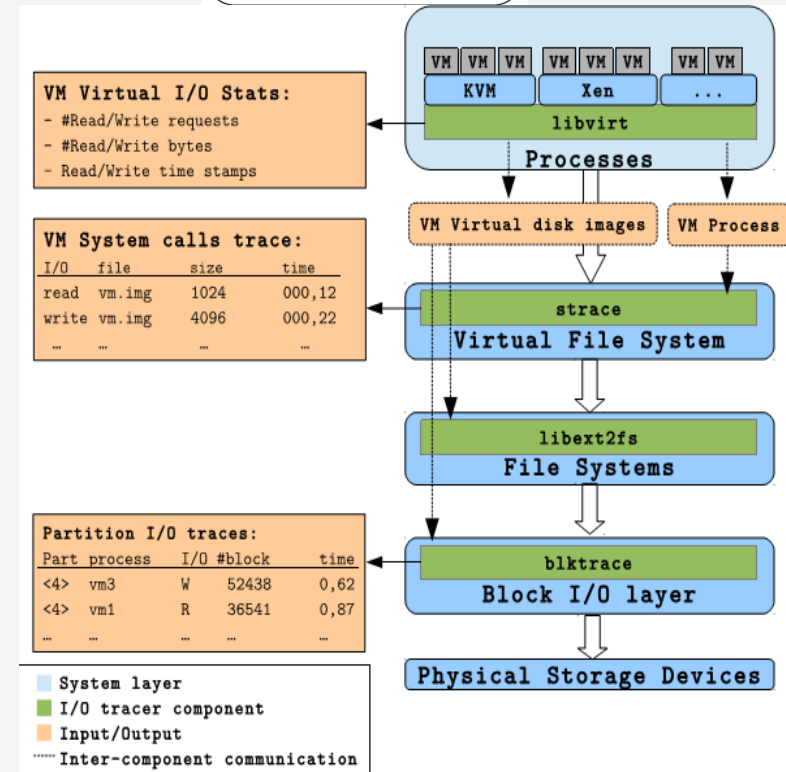 VM VM VM VM VM VM VM VM
KVM Xen ...
libvirt
Processes
VM Virtual I/O Stats:
- #Read/Write requests
- #Read/Write bytes
- Read/Write time stamps
VM Virtual disk images
VM Process
VM System calls trace:
I/O file size time
read vm.img 1024 000,12
write vm.img 4096 000,22
… … … …
strace
Virtual File System
libext2fs
File Systems
Partition I/O traces:
Part process I/O #block time
<4> vm3 W 52438 0,62
<4> vm1 R 36541 0,87
… … … … …
blktrace
Block I/O layer
Physical Storage Devices
System layer
I/O tracer component
Input/Output
Inter-component communication